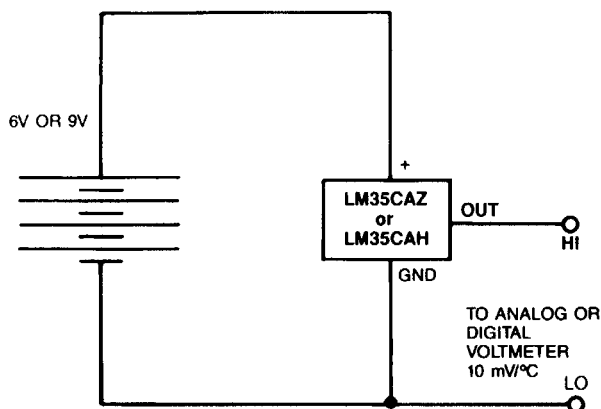 6V OR 9V
+
LM35CAZ
or
LM35CAH
OUT
HI
GND
TO ANALOG OR
DIGITAL
VOLTMETER
10 mV/°C
LO